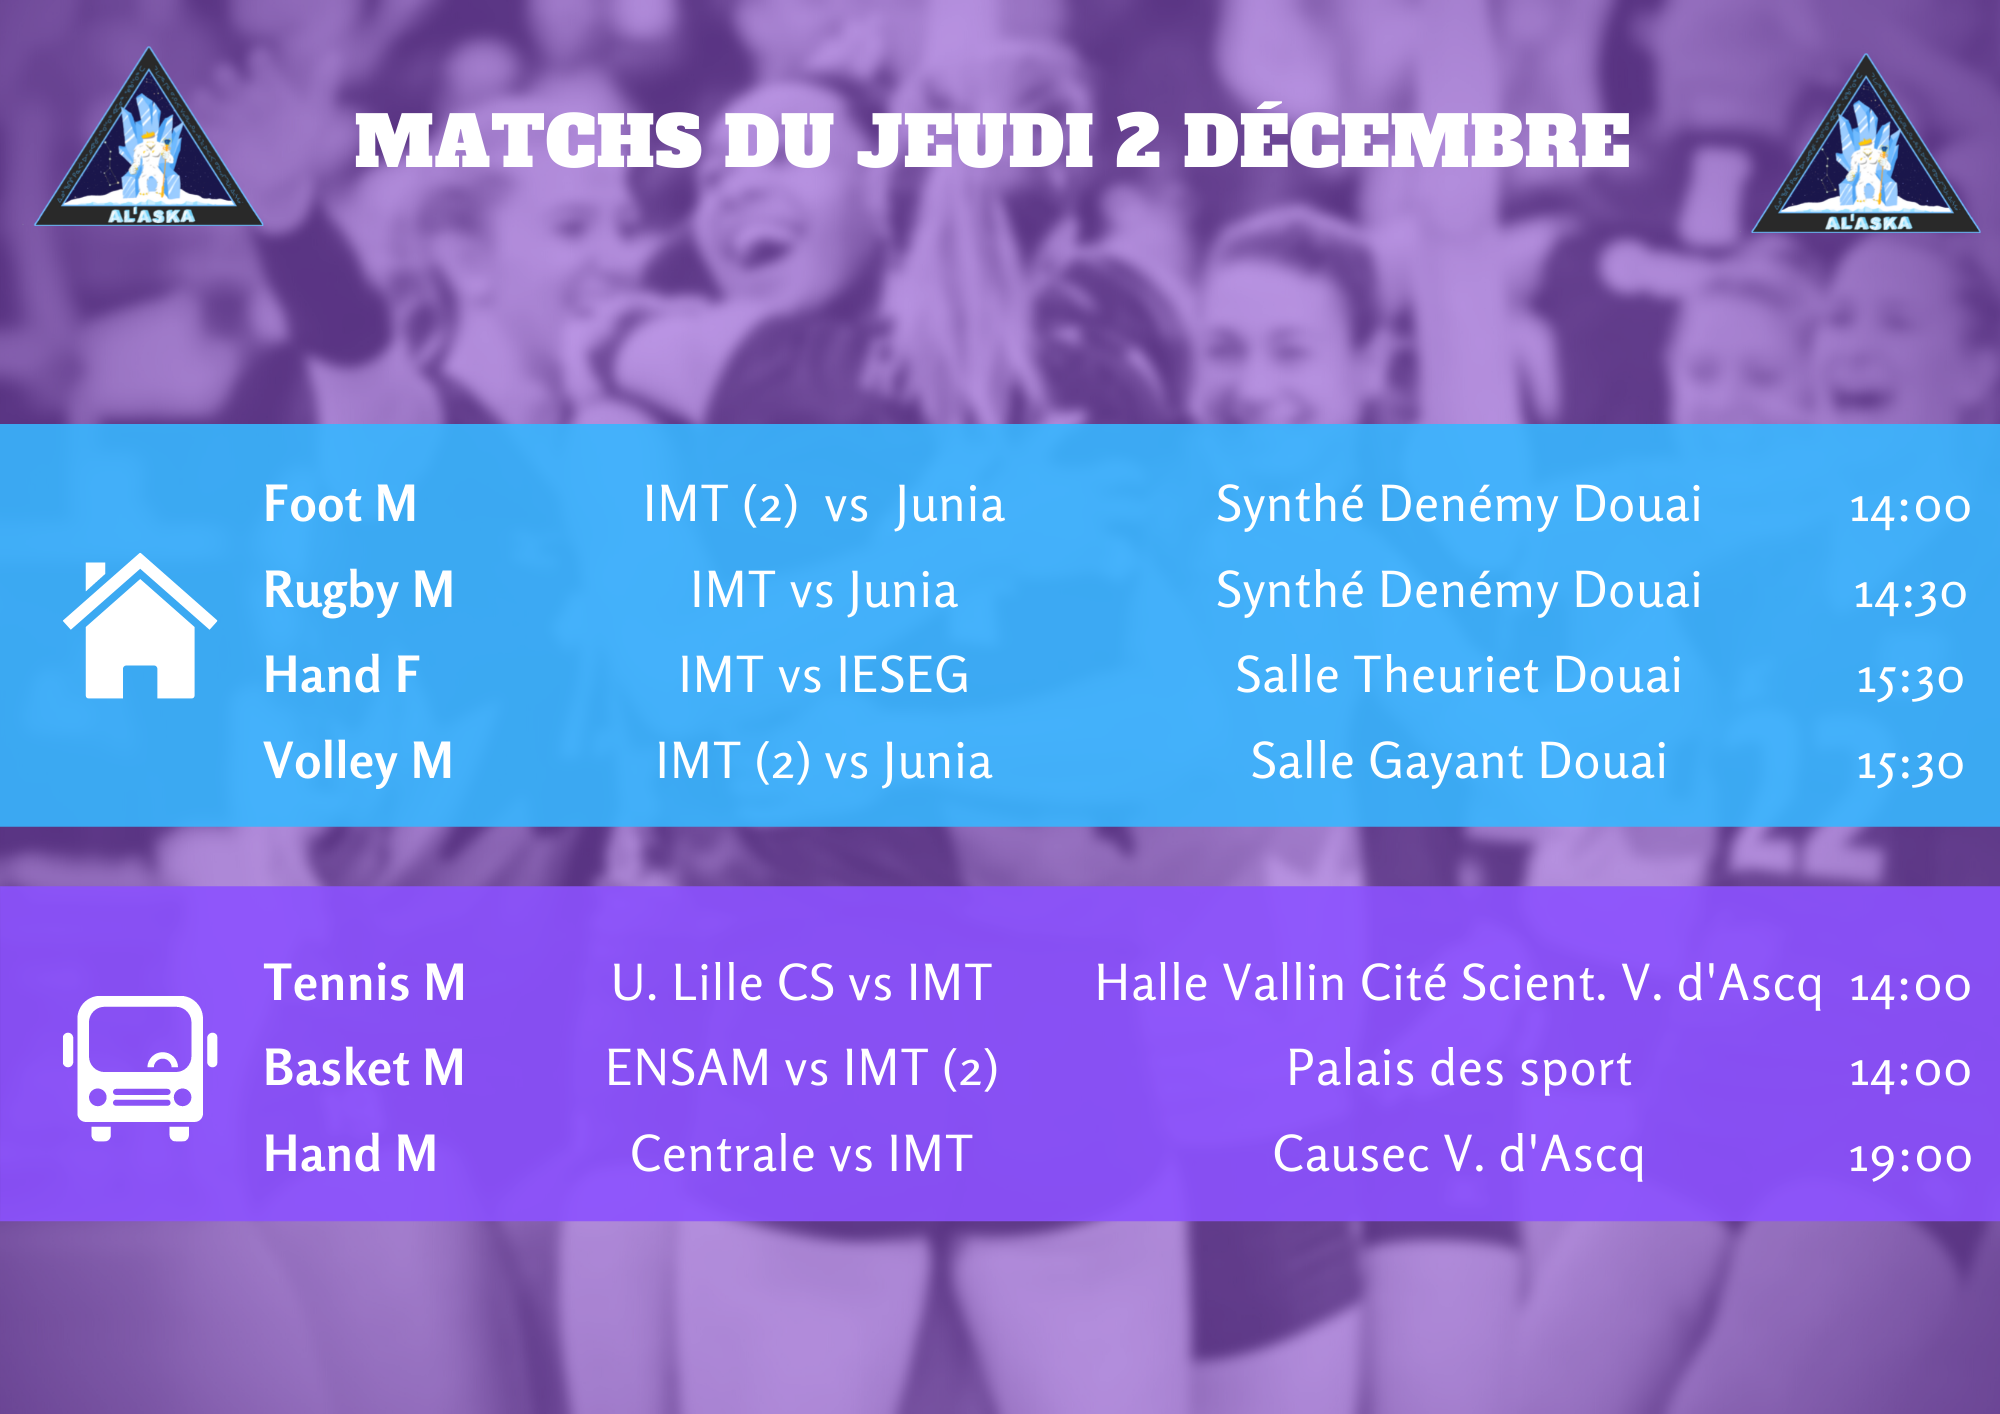 MATCHS DU JEUDI 2 DÉCEMBRE
AL'ASKA
AL'ASKA
Foot M IMT (2) vs Junia Synthé Denémy Douai 14:00
Rugby M IMT vs Junia Synthé Denémy Douai 14:30
Hand F IMT vs IESEG Salle Theuriet Douai 15:30
Volley M IMT (2) vs Junia Salle Gayant Douai 15:30
22
Tennis M U. Lille CS vs IMT Halle Vallin Cité Scient. V. d'Ascq 14:00
Basket M ENSAM vs IMT (2) Palais des sport 14:00
Hand M Centrale vs IMT Causec V. d'Ascq 19:00